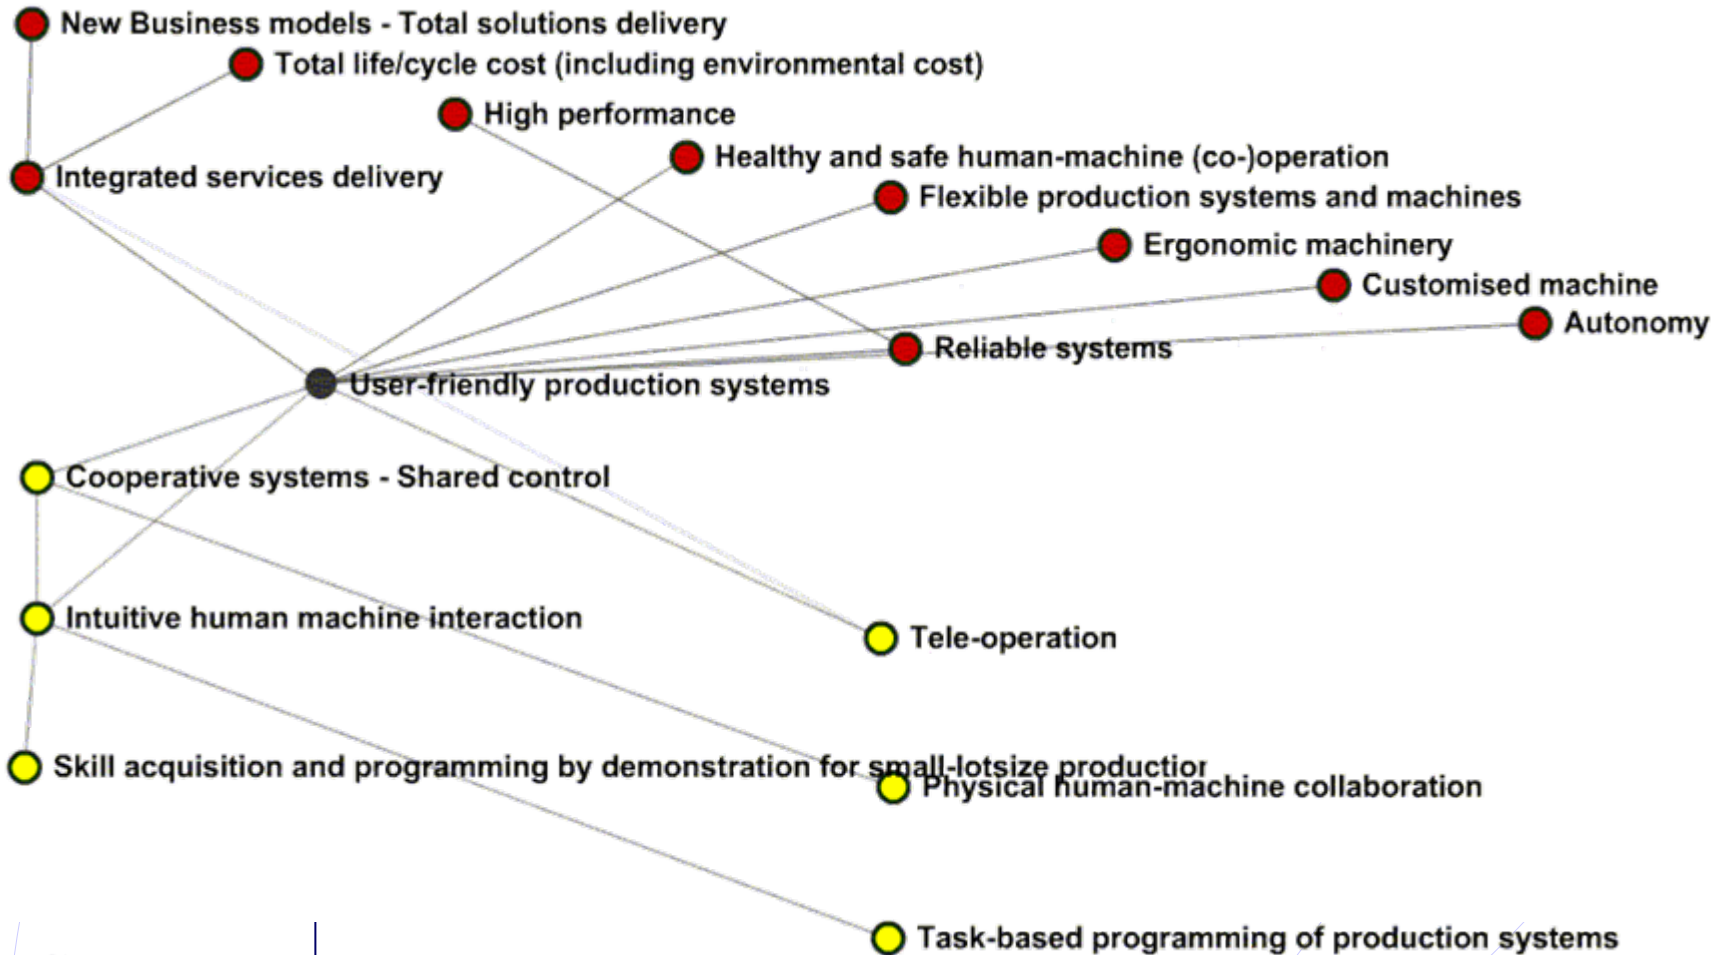 New Business models - Total solutions delivery
Total life/cycle cost (including environmental cost)
High performance
Healthy and safe human-machine (co-)operation
Integrated services delivery
Flexible production systems and machines
Ergonomic machinery
Customised machine
Autonomy
Reliable systems
User-friendly production systems
Cooperative systems - Shared control
Intuitive human machine interaction
Tele-operation
Skill acquisition and programming by demonstration for small-lotsize production
Physical human-machine collaboration
Task-based programming of production systems